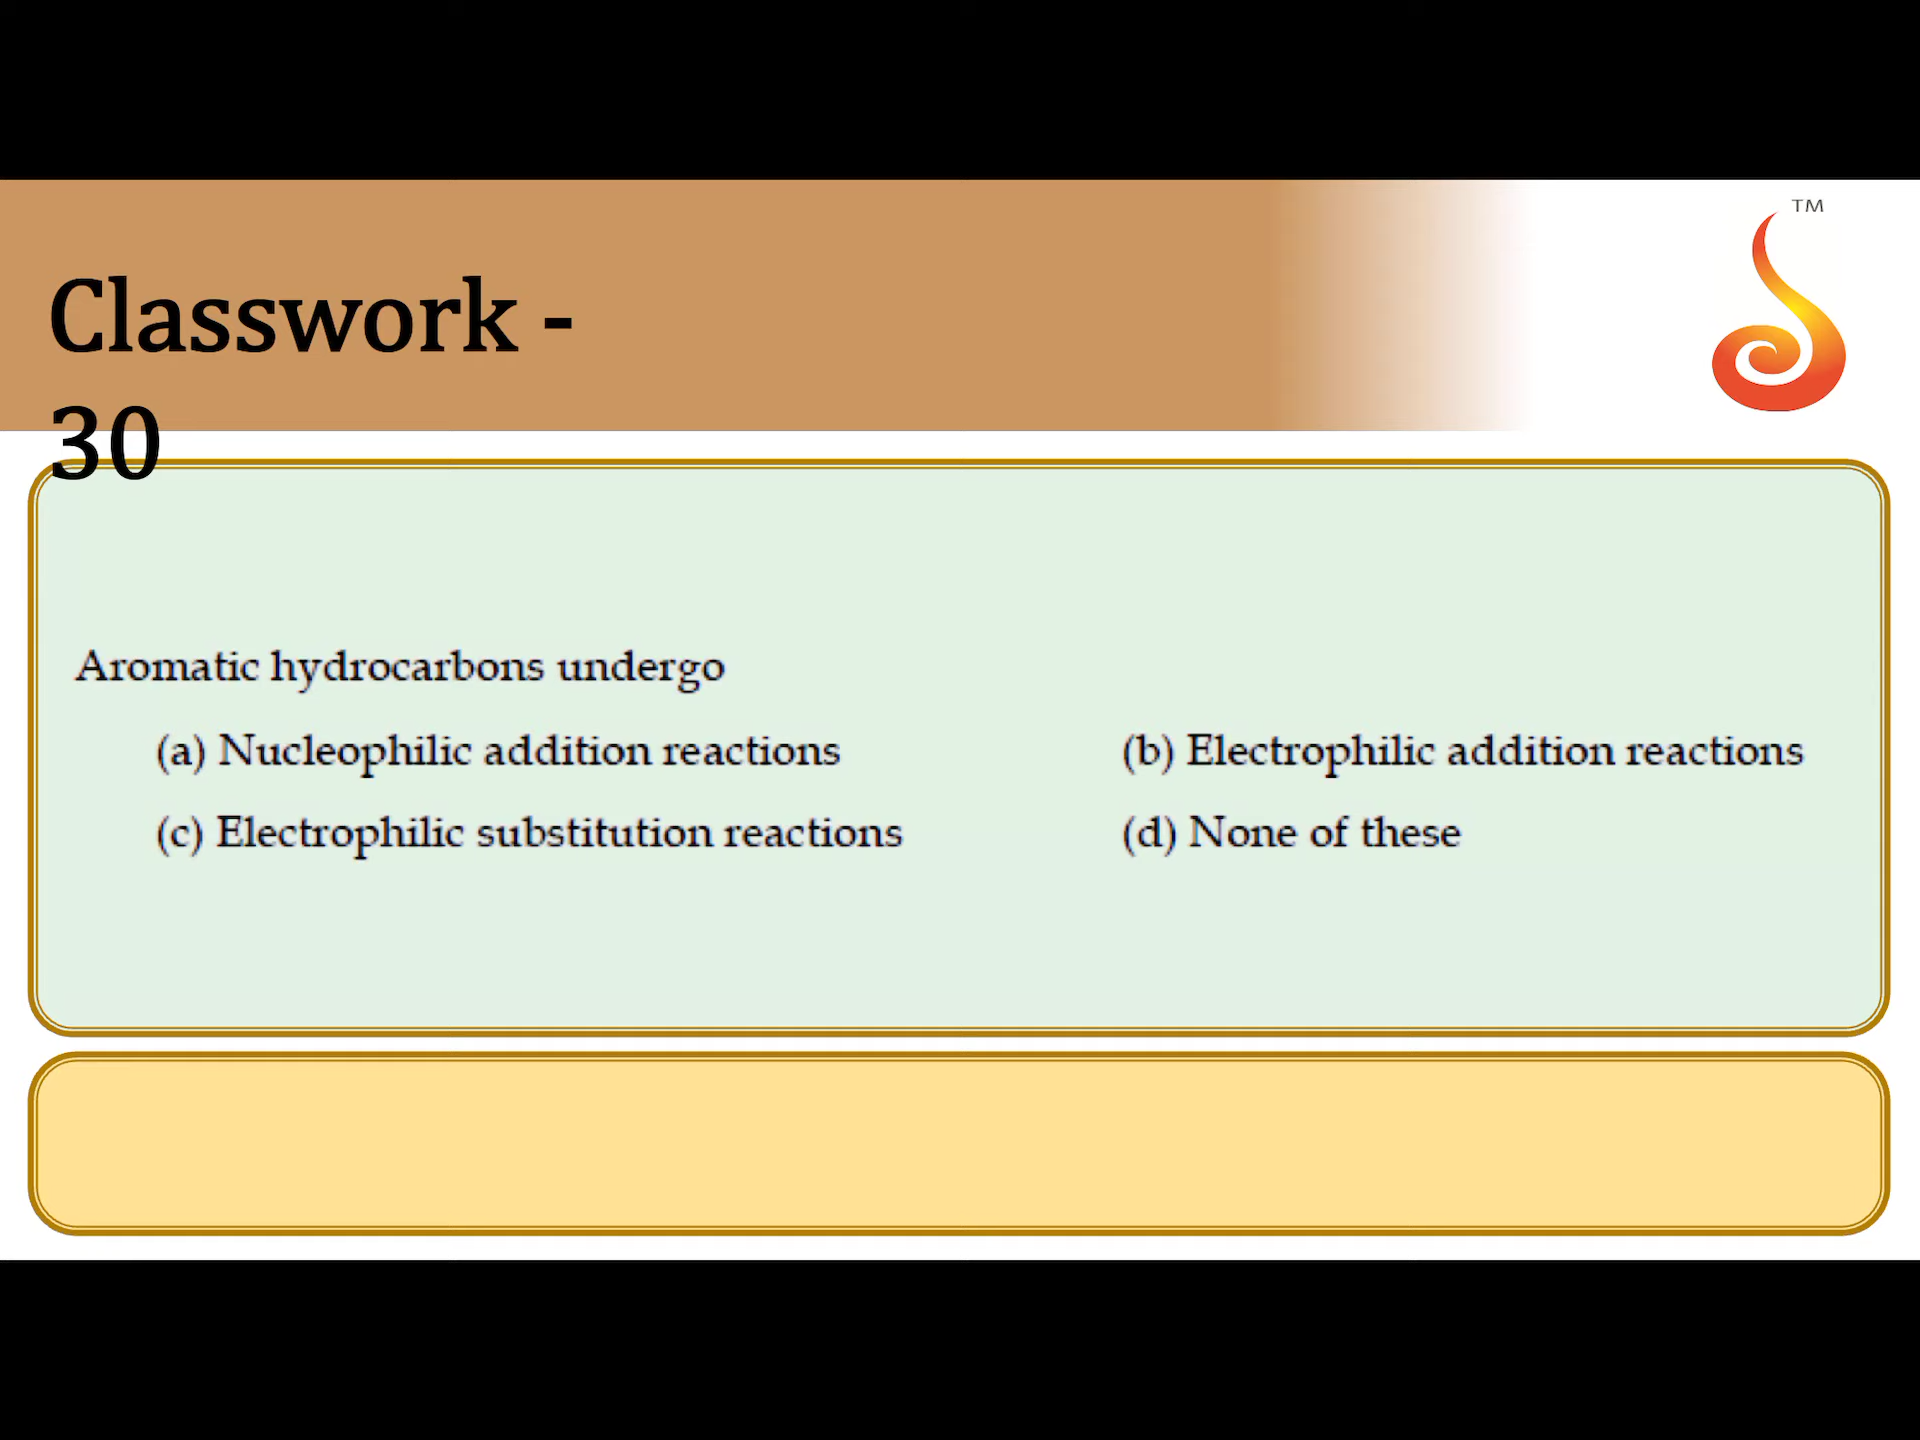 TM
Classwork -
30
Aromatic hydrocarbons undergo
(a) Nucleophilic addition reactions (b) Electrophilic addition reactions
(c) Electrophilic substitution reactions (d) None of these